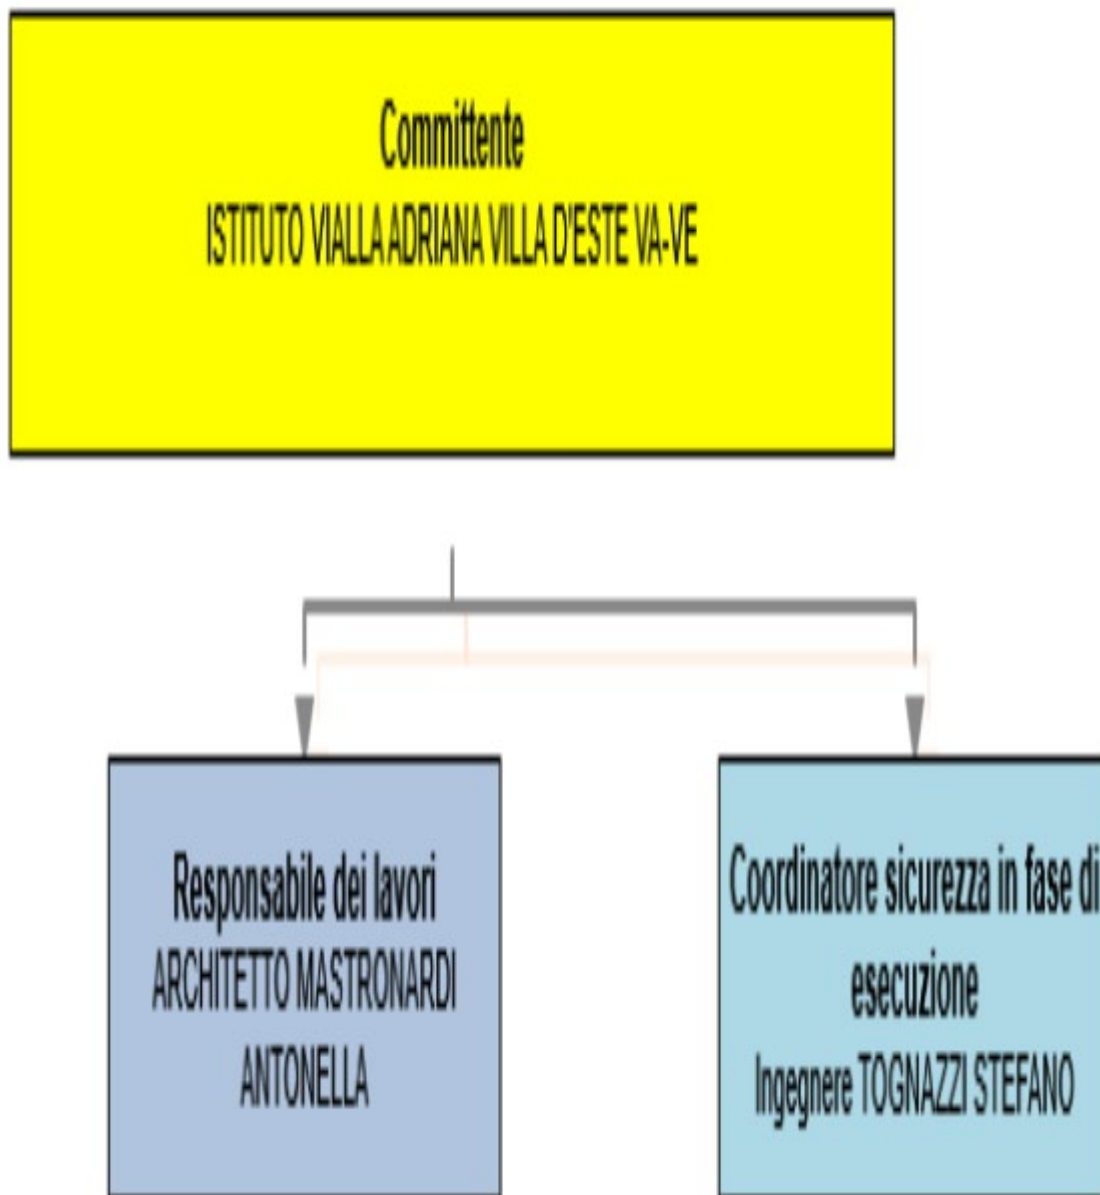 Committente
ISTITUTO VIALLA ADRIANA VILLA D'ESTE VA-VE
Responsabile dei lavori
ARCHITETTO MASTRONARDI
ANTONELLA
Coordinatore sicurezza in fase di
esecuzione
Ingegnere TOGNAZZI STEFANO